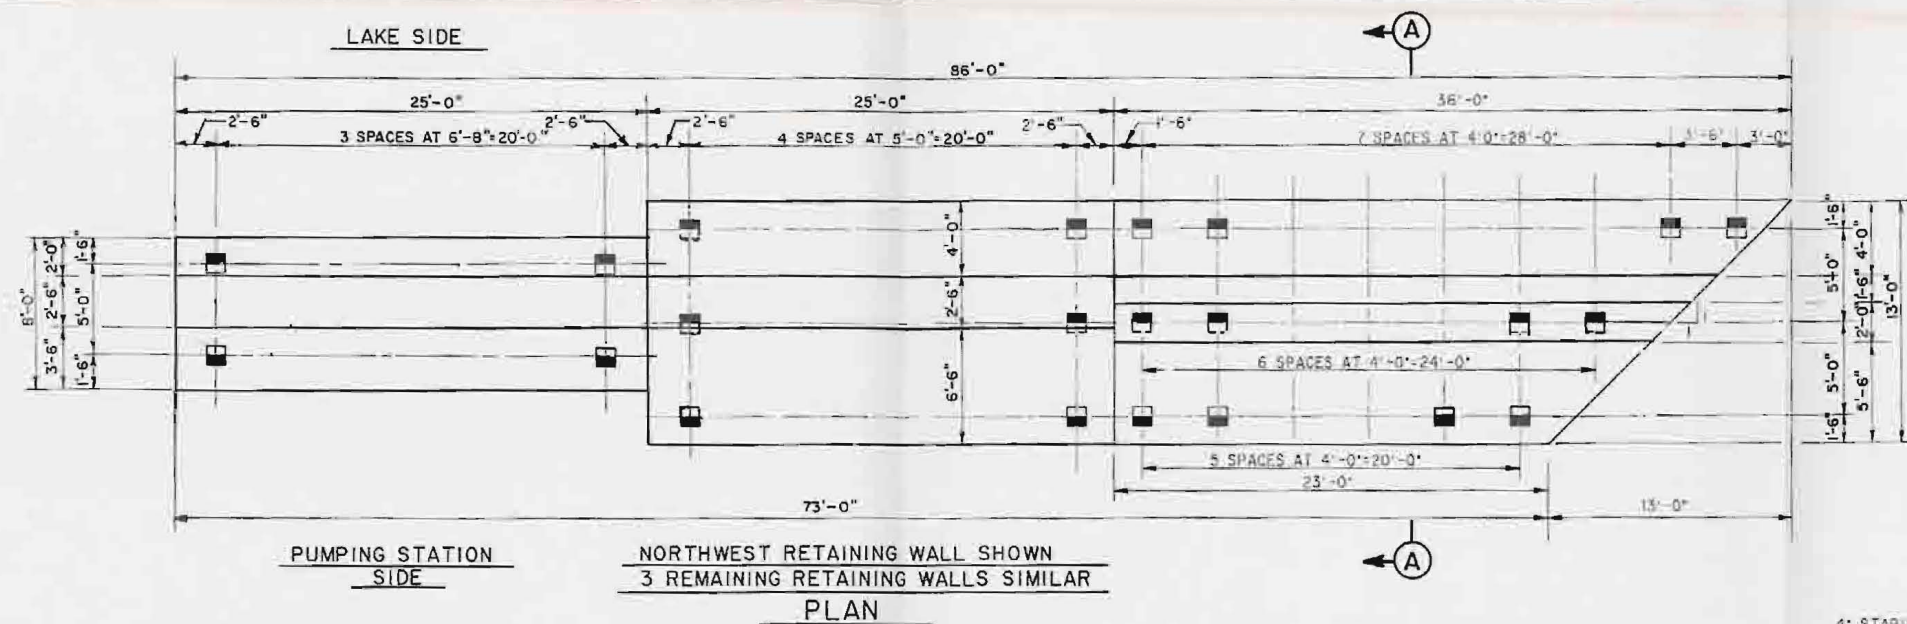 LAKE SIDE
A
86'-0"
25'-0"
25'-0"
36'-0"
2'-6"
3 SPACES AT 6'-8"=20'-0"
2'-6"
2'-6"
4 SPACES AT 5'-0"=20'-0"
2'-6"
1'-6"
7 SPACES AT 4'0"=28'-0"
3'-6"
3'-0"
8'-0"
2'-0"
2'-6"
3'-6"
1'-6"
5'-0"
1'-6"
4'-0"
2'-6"
6'-6"
1'-6"
5'-0"
5'-0"
1'-6"
4'-0"
1'-6"
2'-0"
5'-6"
13'-0"
6 SPACES AT 4'-0"=24'-0"
5 SPACES AT 4'-0"=20'-0"
23'-0"
73'-0"
13'-0"
PUMPING STATION
SIDE
NORTHWEST RETAINING WALL SHOWN
3 REMAINING RETAINING WALLS SIMILAR
PLAN
A